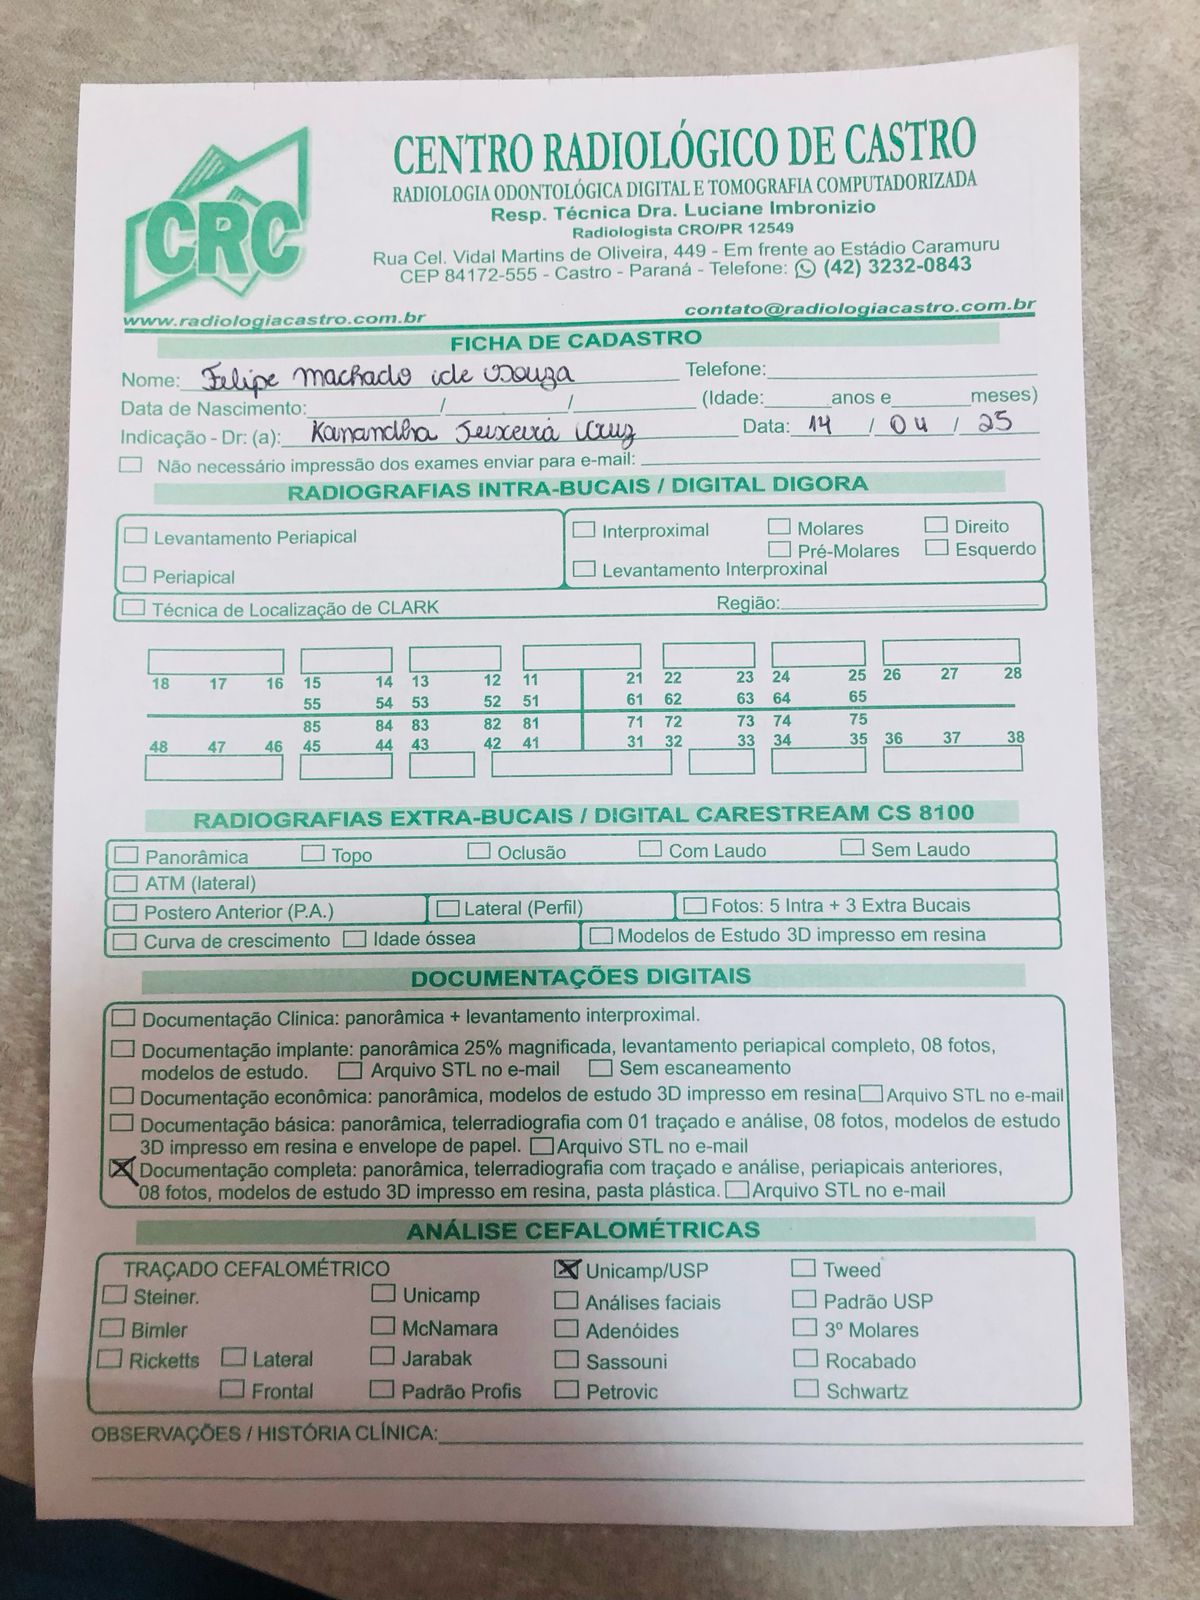 CRC
CENTRO RADIOLÓGICO DE CASTRO
RADIOLOGIA ODONTOLÓGICA DIGITAL E TOMOGRAFIA COMPUTADORIZADA
Resp. Técnica Dra. Luciane Imbronizio
Radiologista CRO/PR 12549
Rua Cel. Vidal Martins de Oliveira, 449 - Em frente ao Estádio Caramuru
CEP 84172-555 - Castro - Paraná - Telefone: (42) 3232-0843
www.radiologiacastro.com.br contato@radiologiacastro.com.br
FICHA DE CADASTRO
Nome: Felipe Machado de Souza Telefone:
Data de Nascimento: / / (Idade: anos e meses)
Indicação - Dr: (a): Kanandha Teixeira Cruz Data: 14 / 04 / 25
Não necessário impressão dos exames enviar para e-mail:
RADIOGRAFIAS INTRA-BUCAIS / DIGITAL DIGORA
Levantamento Periapical Interproximal Molares Direito
Pré-Molares Esquerdo
Periapical Levantamento Interproxinal
Técnica de Localização de CLARK Região:
18 17 16 15 14 13 12 11 21 22 23 24 25 26 27 28
55 54 53 52 51 61 62 63 64 65
85 84 83 82 81 71 72 73 74 75
48 47 46 45 44 43 42 41 31 32 33 34 35 36 37 38
RADIOGRAFIAS EXTRA-BUCAIS / DIGITAL CARESTREAM CS 8100
Panorâmica Topo Oclusão Com Laudo Sem Laudo
ATM (lateral)
Postero Anterior (P.A.) Lateral (Perfil) Fotos: 5 Intra + 3 Extra Bucais
Curva de crescimento Idade óssea Modelos de Estudo 3D impresso em resina
DOCUMENTAÇÕES DIGITAIS
Documentação Clinica: panorâmica + levantamento interproximal.
Documentação implante: panorâmica 25% magnificada, levantamento periapical completo, 08 fotos,
modelos de estudo. Arquivo STL no e-mail Sem escaneamento
Documentação econômica: panorâmica, modelos de estudo 3D impresso em resina Arquivo STL no e-mail
Documentação básica: panorâmica, telerradiografia com 01 traçado e análise, 08 fotos, modelos de estudo
3D impresso em resina e envelope de papel. Arquivo STL no e-mail
X Documentação completa: panorâmica, telerradiografia com traçado e análise, periapicais anteriores,
08 fotos, modelos de estudo 3D impresso em resina, pasta plástica. Arquivo STL no e-mail
ANÁLISE CEFALOMÉTRICAS
TRAÇADO CEFALOMÉTRICO X Unicamp/USP Tweed
Steiner. Unicamp Análises faciais Padrão USP
Bimler McNamara Adenóides 3º Molares
Ricketts Lateral Jarabak Sassouni Rocabado
Frontal Padrão Profis Petrovic Schwartz
OBSERVAÇÕES / HISTÓRIA CLÍNICA: